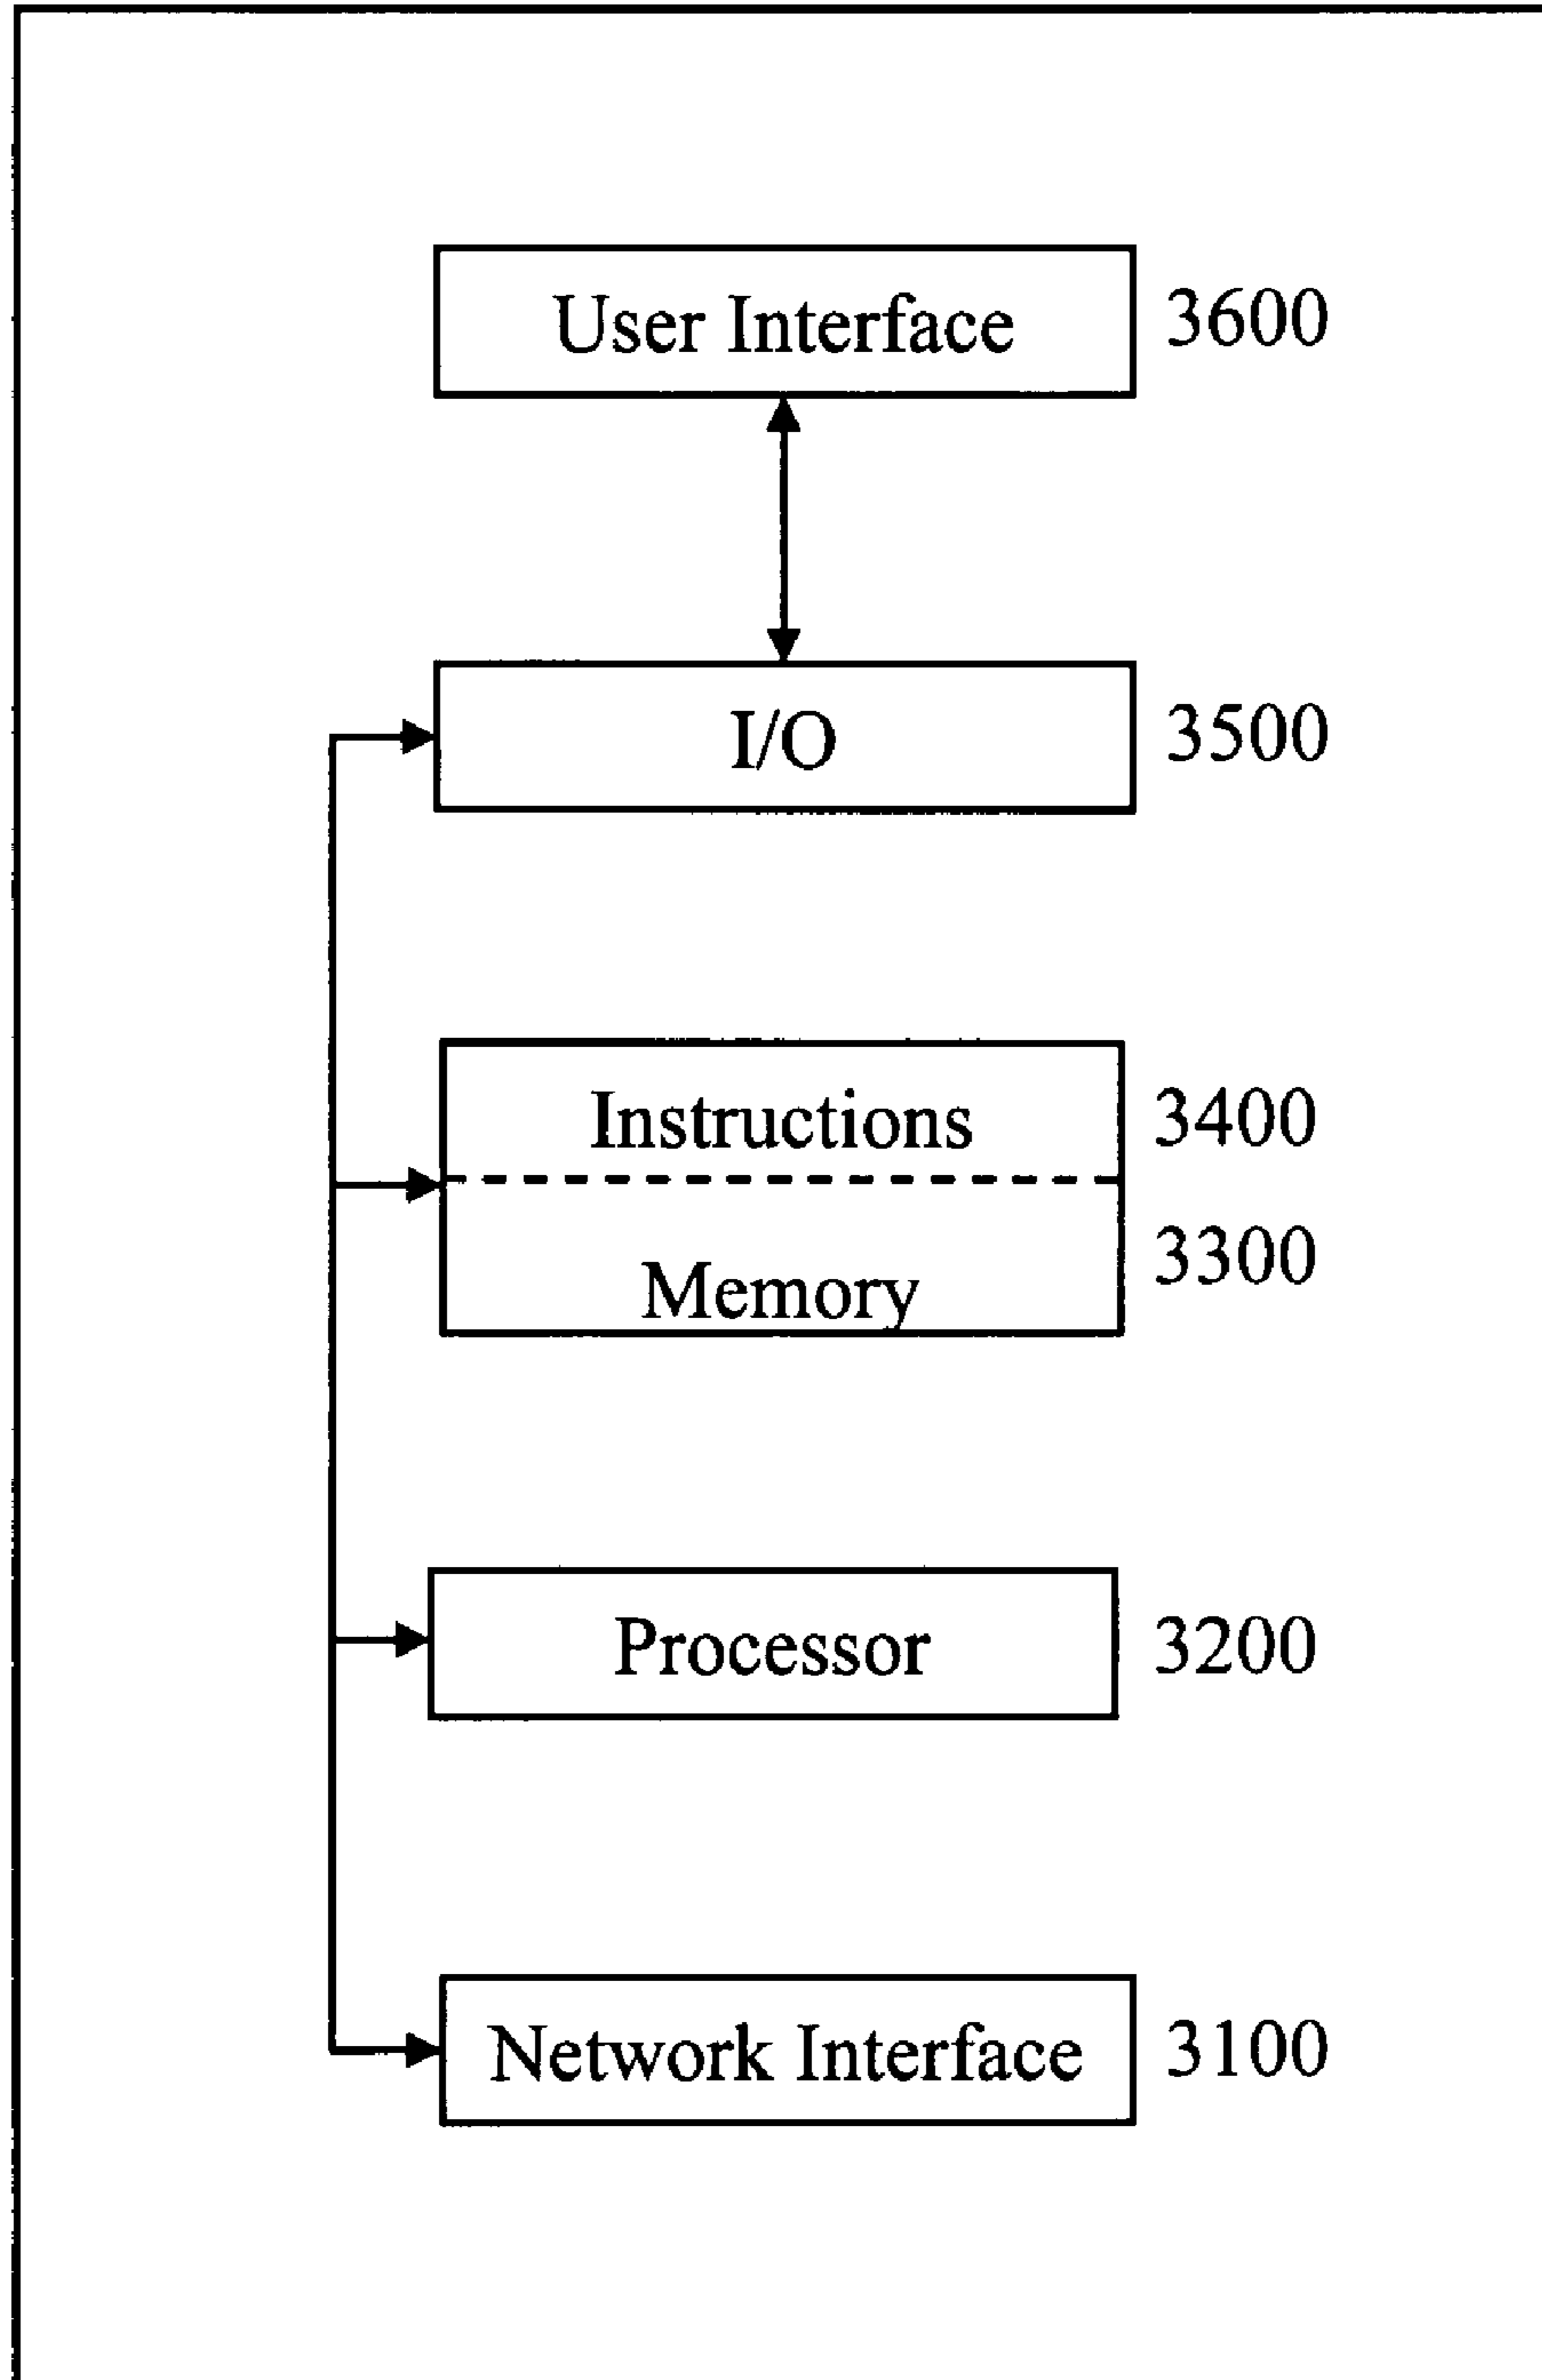 User Interface 3600
I/O 3500
Instructions 3400
Memory 3300
Processor 3200
Network Interface 3100